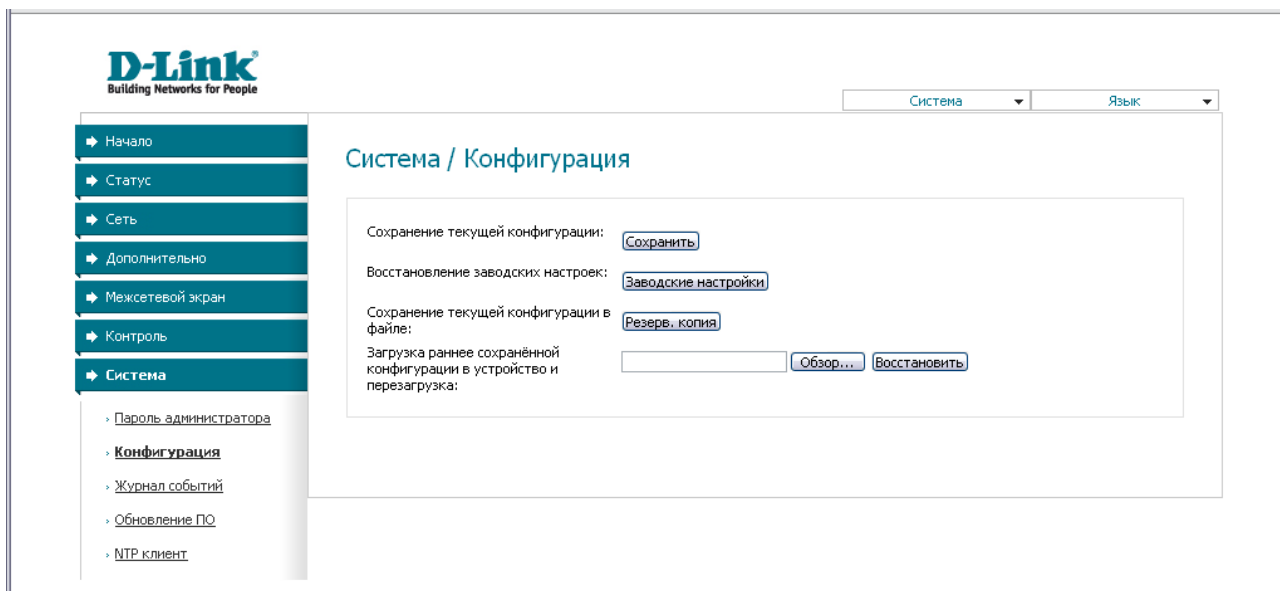 D-Link
Building Networks for People
Система
Язык
Начало
Статус
Сеть
Дополнительно
Межсетевой экран
Контроль
Система
Пароль администратора
Конфигурация
Журнал событий
Обновление ПО
NTP клиент
Система / Конфигурация
Сохранение текущей конфигурации:
Сохранить
Восстановление заводских настроек:
Заводские настройки
Сохранение текущей конфигурации в
файле:
Резерв. копия
Загрузка раннее сохранённой
конфигурации в устройство и
перезагрузка:
Обзор...
Восстановить